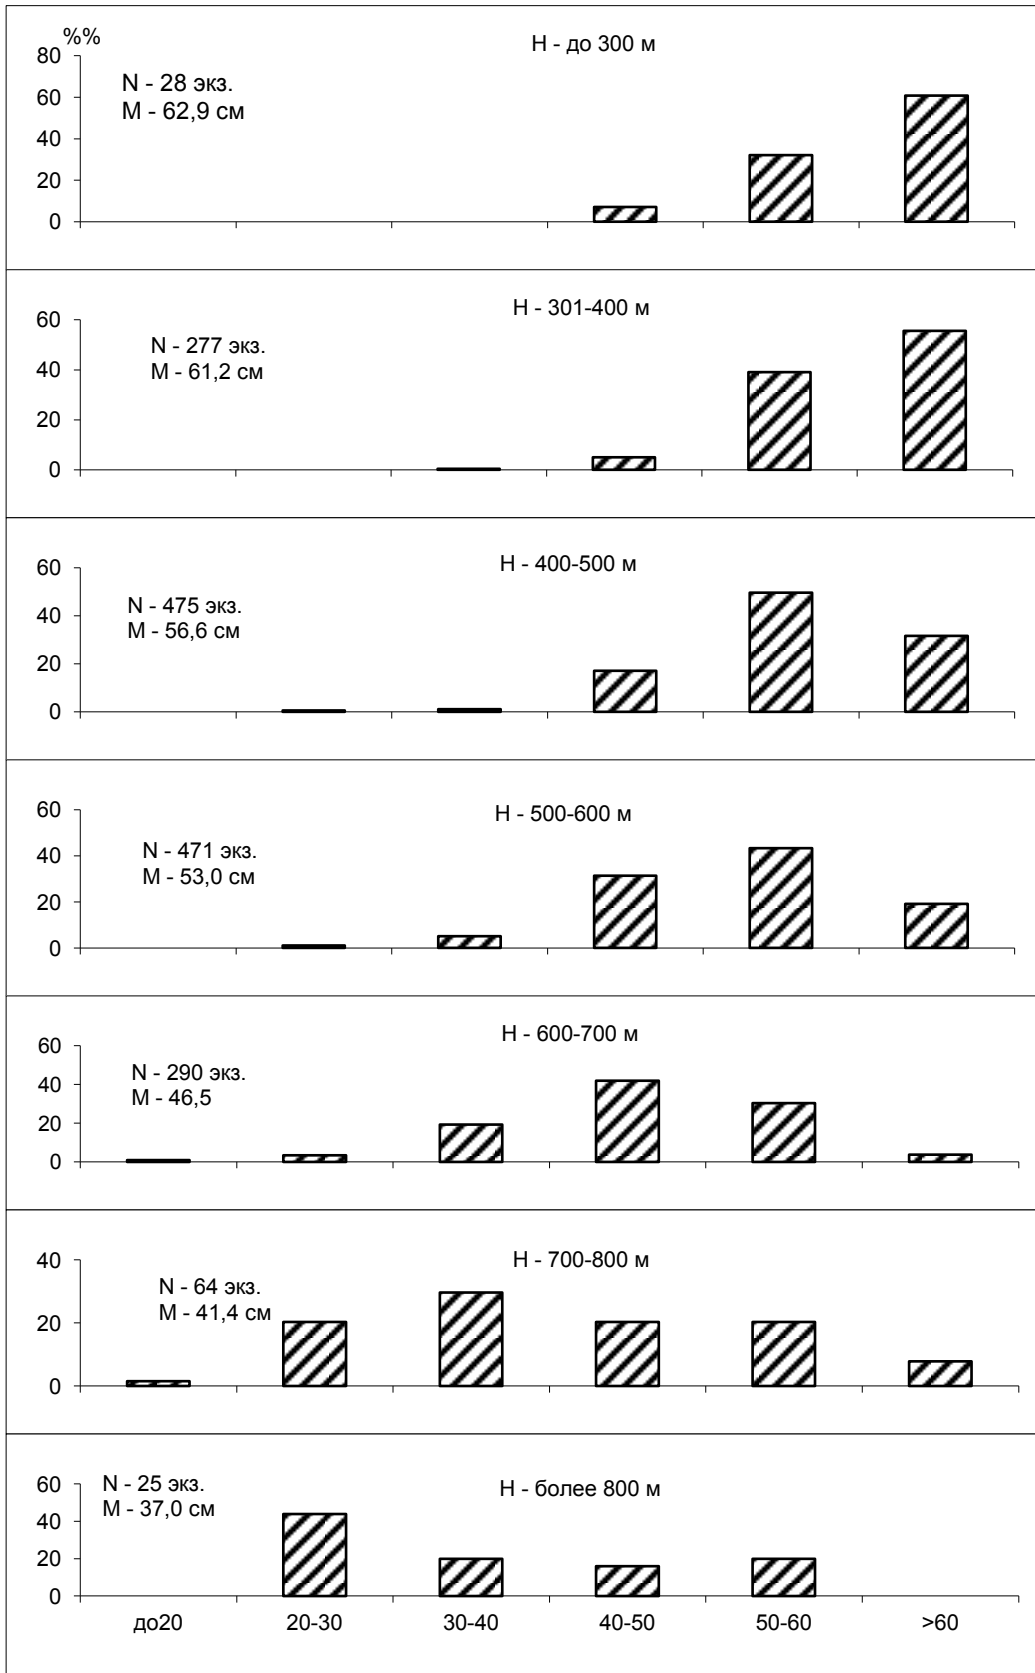 %%
H - до 300 м
80
N - 28 экз.
60
M - 62,9 см
40
20
0
H - 301-400 м
60
N - 277 экз.
M - 61,2 см
40
20
0
H - 400-500 м
60
N - 475 экз.
M - 56,6 см
40
20
0
H - 500-600 м
60
N - 471 экз.
M - 53,0 см
40
20
0
H - 600-700 м
60
N - 290 экз.
M - 46,5
40
20
0
H - 700-800 м
40
N - 64 экз.
M - 41,4 см
20
0
N - 25 экз.
M - 37,0 см
H - более 800 м
60
40
20
0
до20 20-30 30-40 40-50 50-60 >60